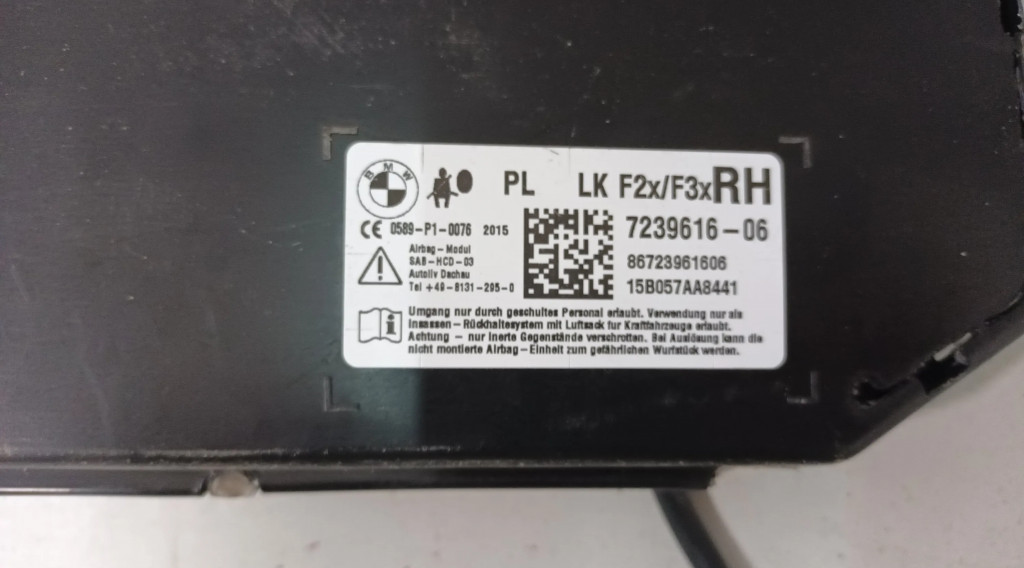 BMW
PL LK F2x/F3x RH
0589-P1-0076 2015
7239616-06
Airbag-Modul
SAB-HCD-03
Autoliv Dachau
Tel +49-8131-295-0
86723961606
15B057AA8441
Umgang nur durch geschultes Personal erlaubt. Verwendung nur als
Insassen-Rückhaltesystem mit Luftsack für Kraftfahrzeuge erlaubt.
Achtung - nur inerte Gegenstände verschrotten. Bei Auslösung kann die
nicht montierte Airbag-Einheit zum gefährlichen Wurfstück werden.